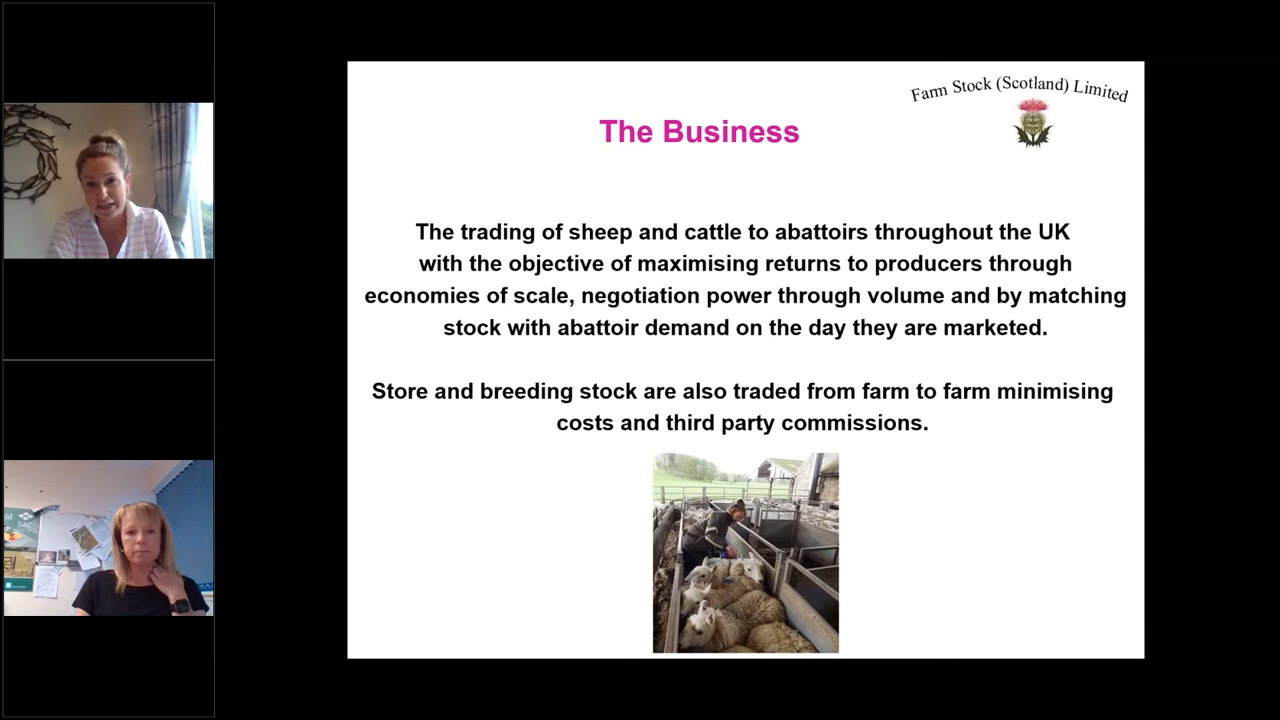 Farm Stock (Scotland) Limited
The Business
The trading of sheep and cattle to abattoirs throughout the UK
with the objective of maximising returns to producers through
economies of scale, negotiation power through volume and by matching
stock with abattoir demand on the day they are marketed.
Store and breeding stock are also traded from farm to farm minimising
costs and third party commissions.
SAC